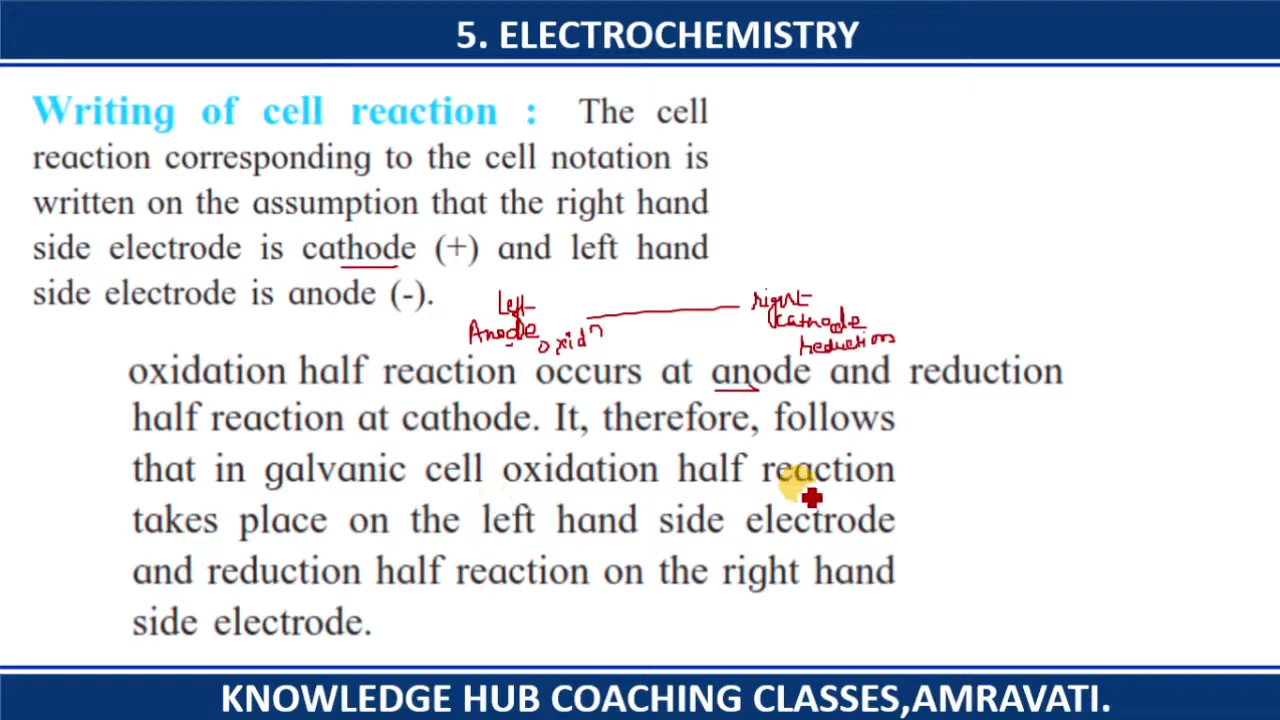 5. ELECTROCHEMISTRY
Writing of cell reaction : The cell
reaction corresponding to the cell notation is
written on the assumption that the right hand
side electrode is cathode (+) and left hand
side electrode is anode (-).
Left
Anode oxidn
right
cathode
reduction
oxidation half reaction occurs at anode and reduction
half reaction at cathode. It, therefore, follows
that in galvanic cell oxidation half reaction
takes place on the left hand side electrode
and reduction half reaction on the right hand
side electrode.
KNOWLEDGE HUB COACHING CLASSES,AMRAVATI.